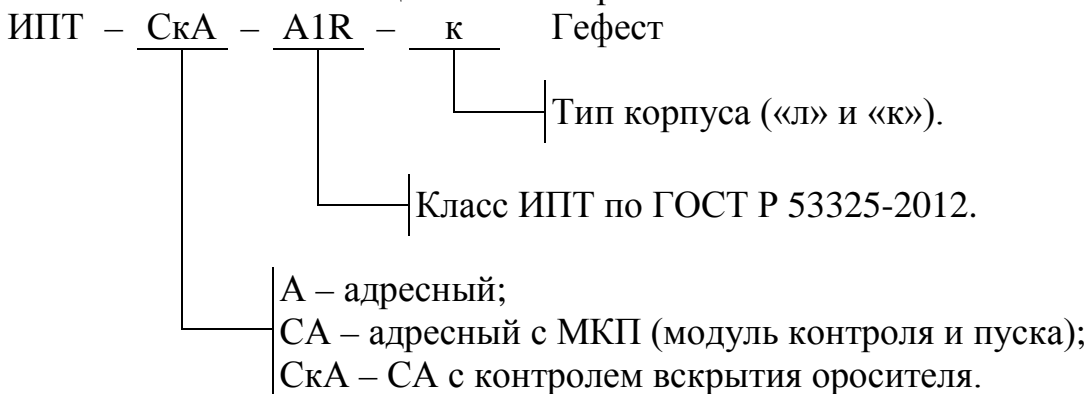 ИПТ – СкА – A1R – к Гефест
Тип корпуса («л» и «к»).
Класс ИПТ по ГОСТ Р 53325-2012.
А – адресный;
СА – адресный с МКП (модуль контроля и пуска);
СкА – СА с контролем вскрытия оросителя.